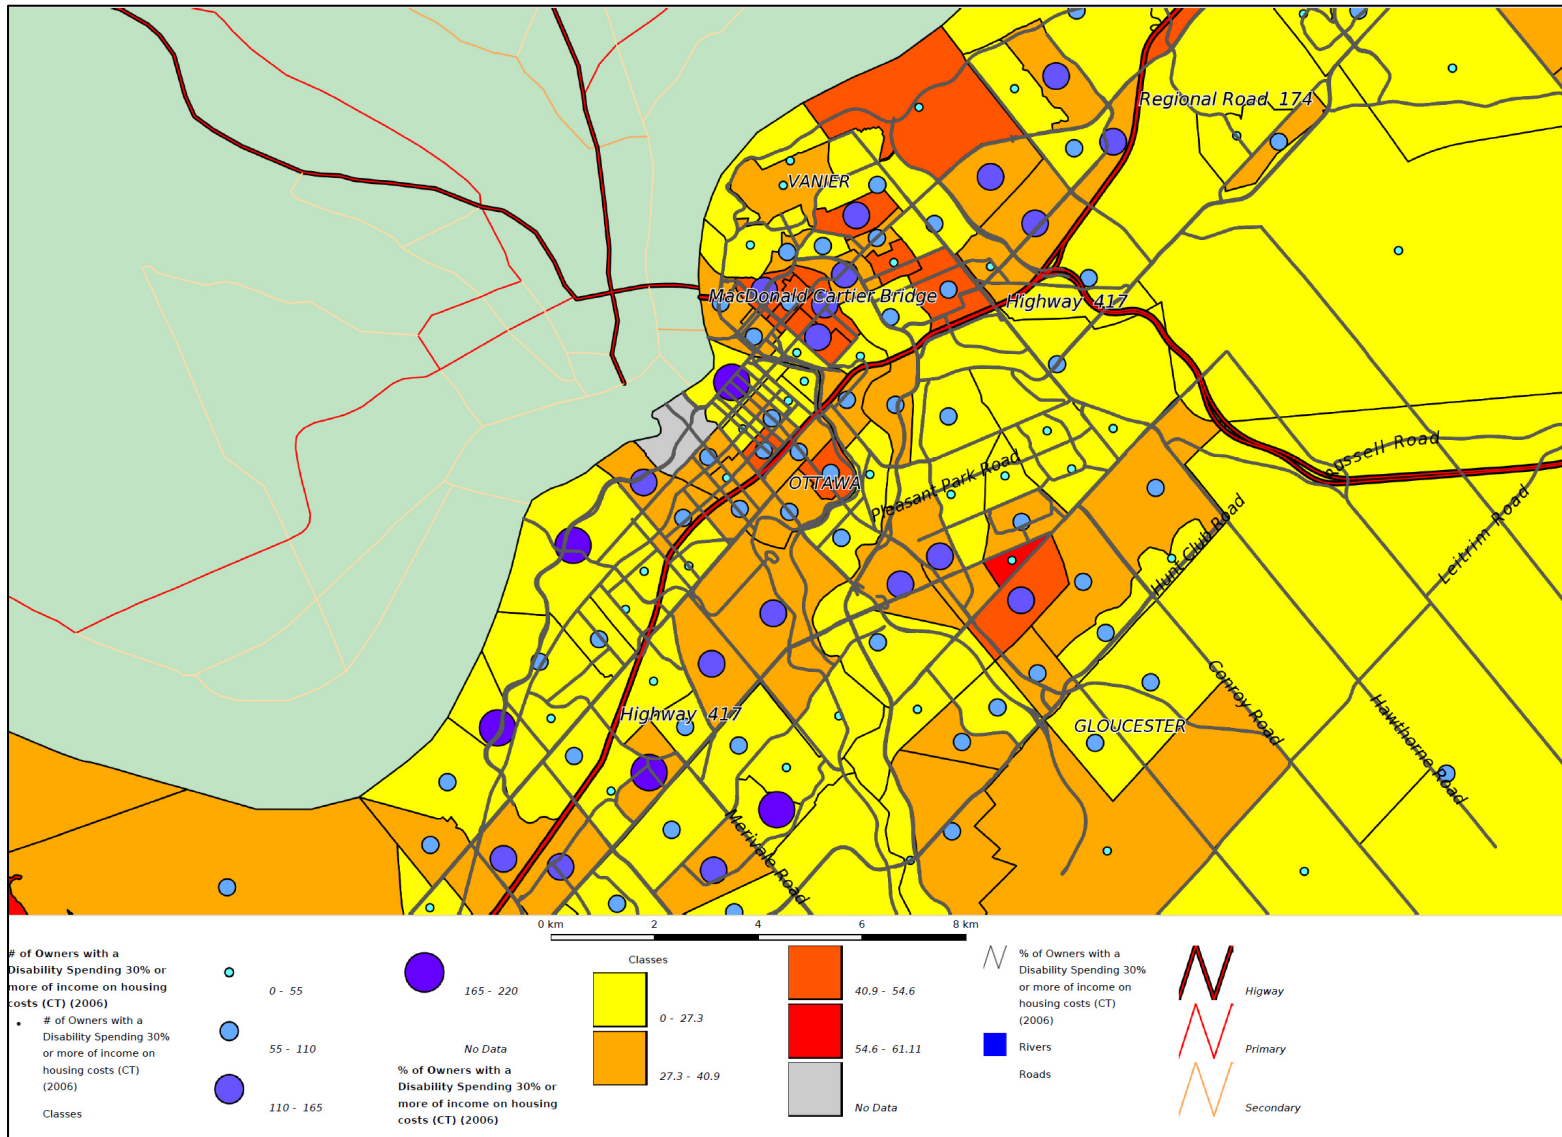 Regional Road 174
VANIER
MacDonald Cartier Bridge
Highway 417
Russell Road
OTTAWA
Pleasant Park Road
Hunt Club Road
Leitrim Road
Highway 417
GLOUCESTER
Conroy Road
Hawthorne Road
Merivale Road
0 km 2 4 6 8 km
# of Owners with a
Disability Spending 30% or
more of income on housing
costs (CT) (2006)
# of Owners with a
Disability Spending 30%
or more of income on
housing costs (CT)
(2006)
Classes
0 - 55
55 - 110
110 - 165
165 - 220
No Data
% of Owners with a
Disability Spending 30% or
more of income on housing
costs (CT) (2006)
Classes
0 - 27.3
27.3 - 40.9
40.9 - 54.6
54.6 - 61.11
No Data
% of Owners with a
Disability Spending 30%
or more of income on
housing costs (CT)
(2006)
Rivers
Roads
Higway
Primary
Secondary